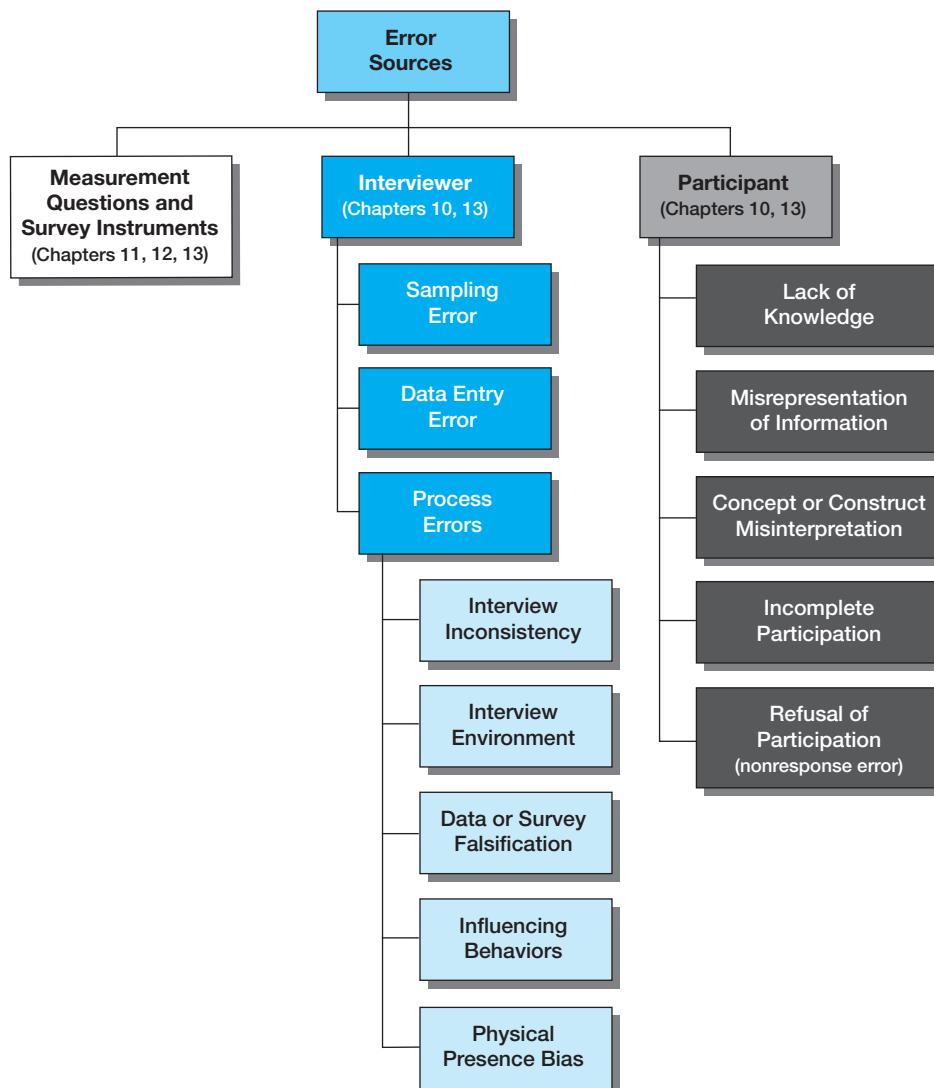 Error
Sources
Measurement
Questions and
Survey Instruments
(Chapters 11, 12, 13)
Interviewer
(Chapters 10, 13)
Participant
(Chapters 10, 13)
Sampling
Error
Data Entry
Error
Process
Errors
Interview
Inconsistency
Interview
Environment
Data or Survey
Falsification
Influencing
Behaviors
Physical
Presence Bias
Lack of
Knowledge
Misrepresentation
of Information
Concept or Construct
Misinterpretation
Incomplete
Participation
Refusal of
Participation
(nonresponse error)